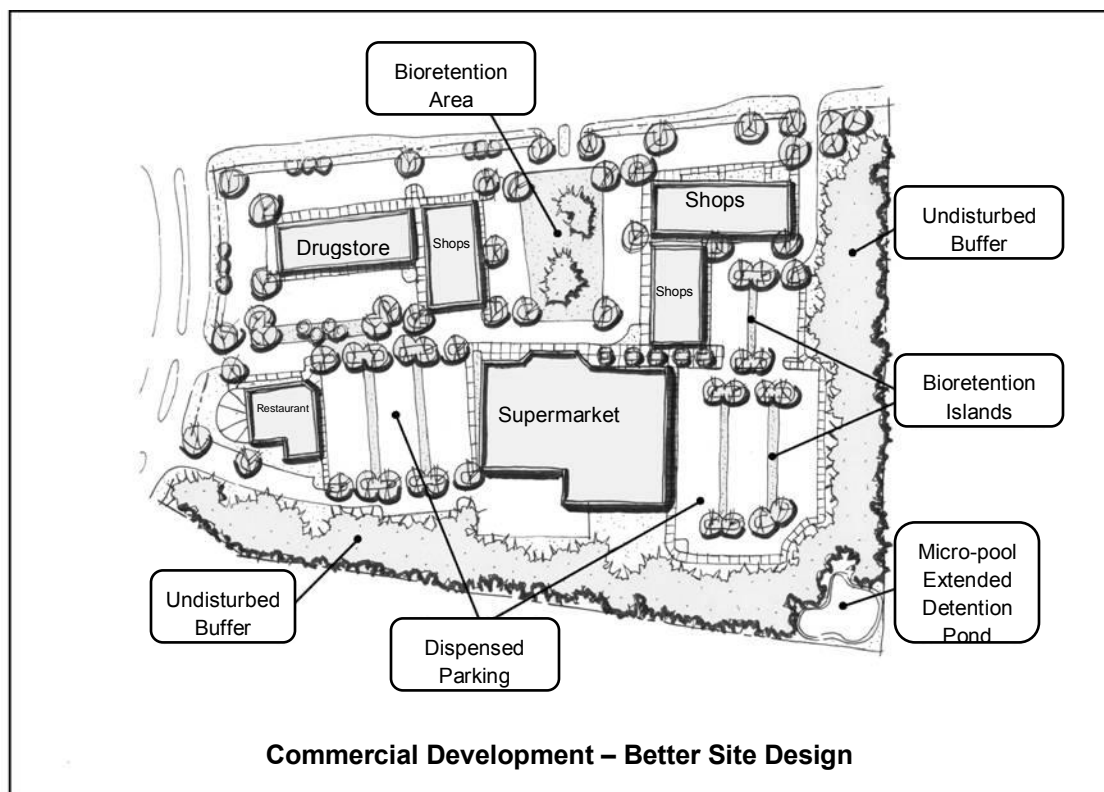 Bioretention
Area
Shops
Undisturbed
Buffer
Drugstore
Shops
Shops
Bioretention
Islands
Restaurant
Supermarket
Micro-pool
Extended
Detention
Pond
Undisturbed
Buffer
Dispensed
Parking
Commercial Development – Better Site Design